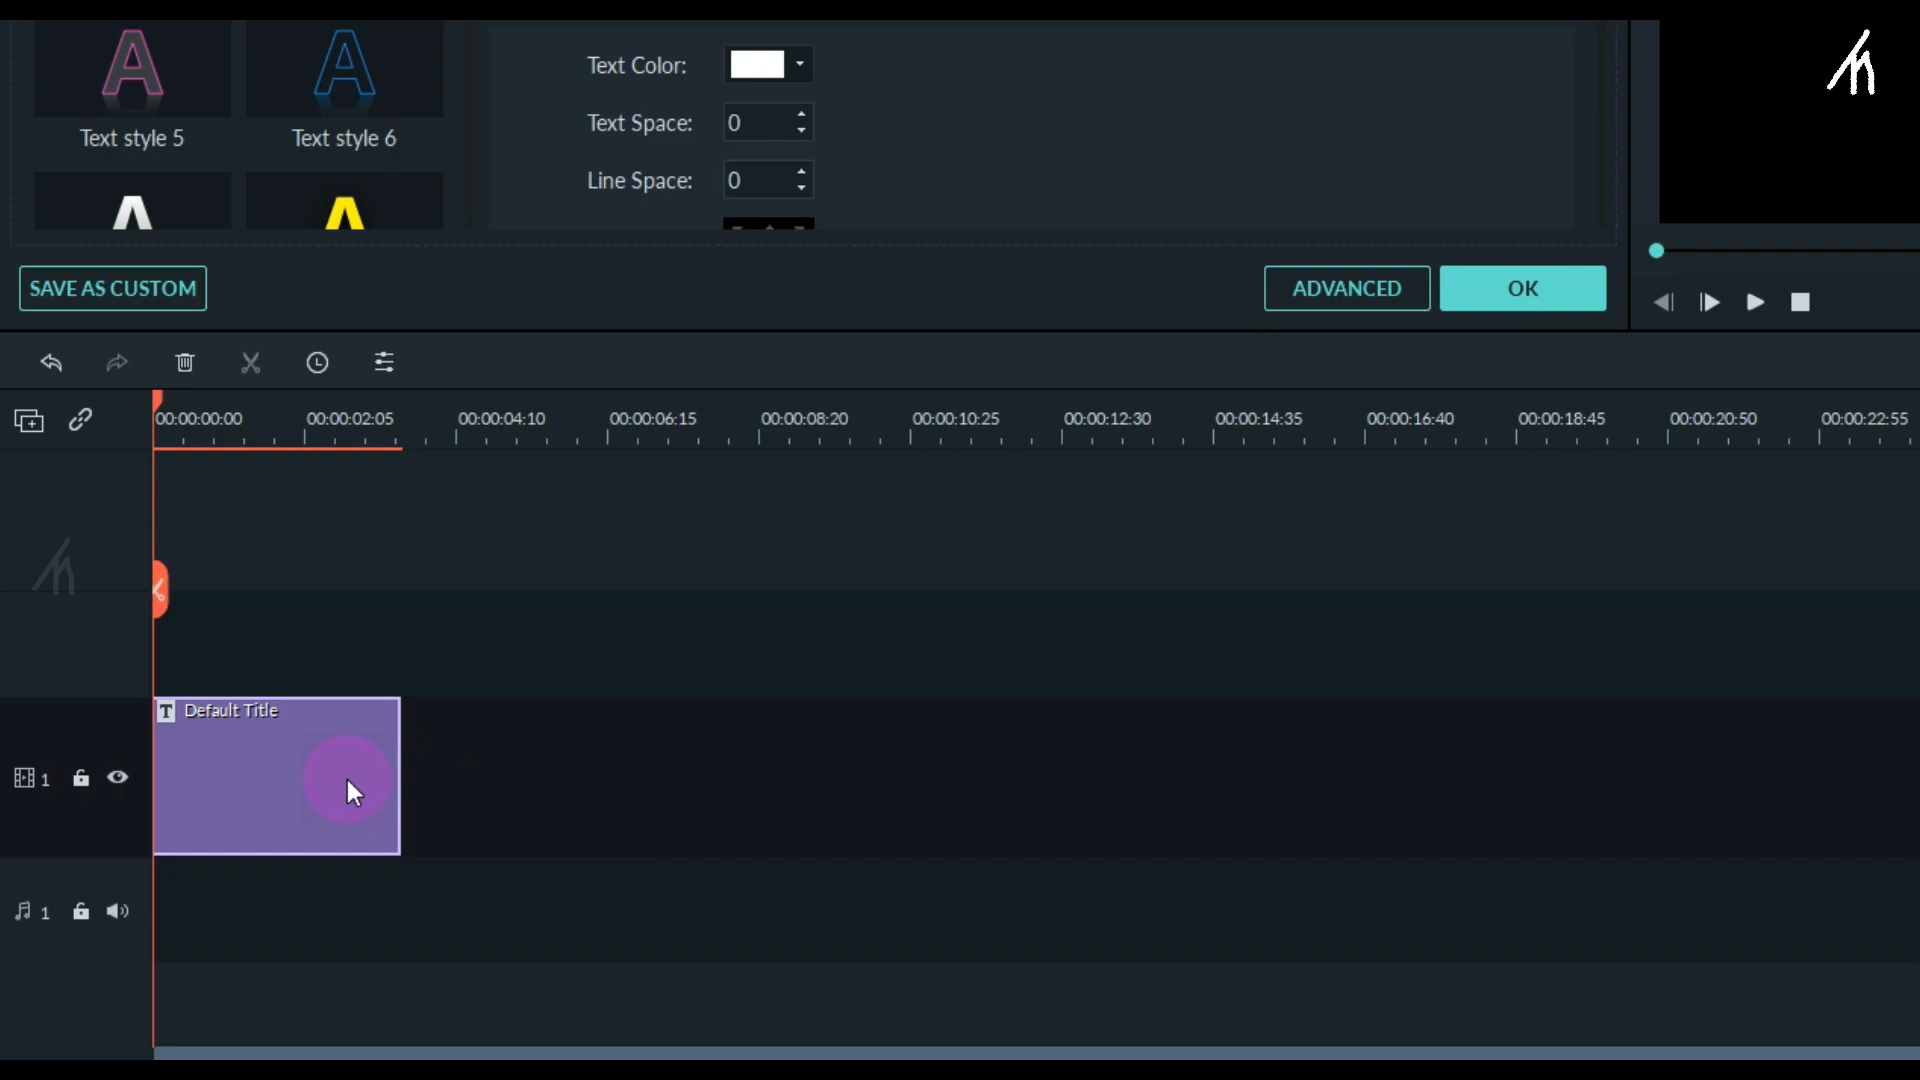 Text Color:
Text Space: 0
Line Space: 0
A A
Text style 5 Text style 6
A A
SAVE AS CUSTOM
ADVANCED OK
00:00:00:00 00:00:02:05 00:00:04:10 00:00:06:15 00:00:08:20 00:00:10:25 00:00:12:30 00:00:14:35 00:00:16:40 00:00:18:45 00:00:20:50 00:00:22:55
T Default Title
1
1